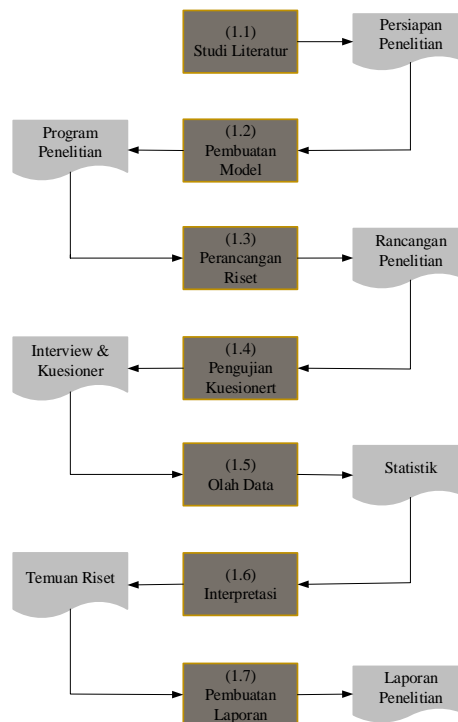 (1.1)
Studi Literatur
Persiapan
Penelitian
(1.2)
Pembuatan
Model
Program
Penelitian
(1.3)
Perancangan
Riset
Rancangan
Penelitian
(1.4)
Pengujian
Kuesionert
Interview &
Kuesioner
(1.5)
Olah Data
Statistik
(1.6)
Interpretasi
Temuan Riset
(1.7)
Pembuatan
Laporan
Laporan
Penelitian